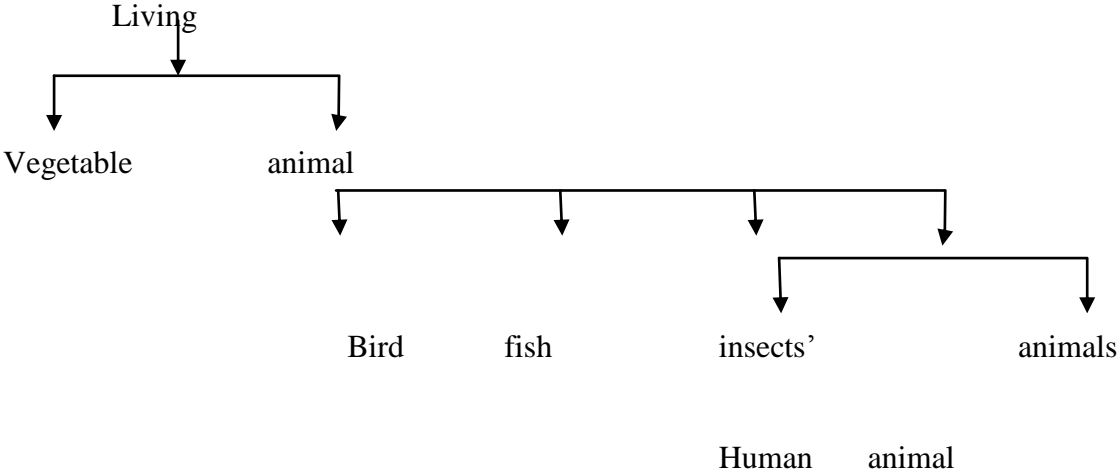 Living
Vegetable animal
Bird fish insects’ animals
Human animal